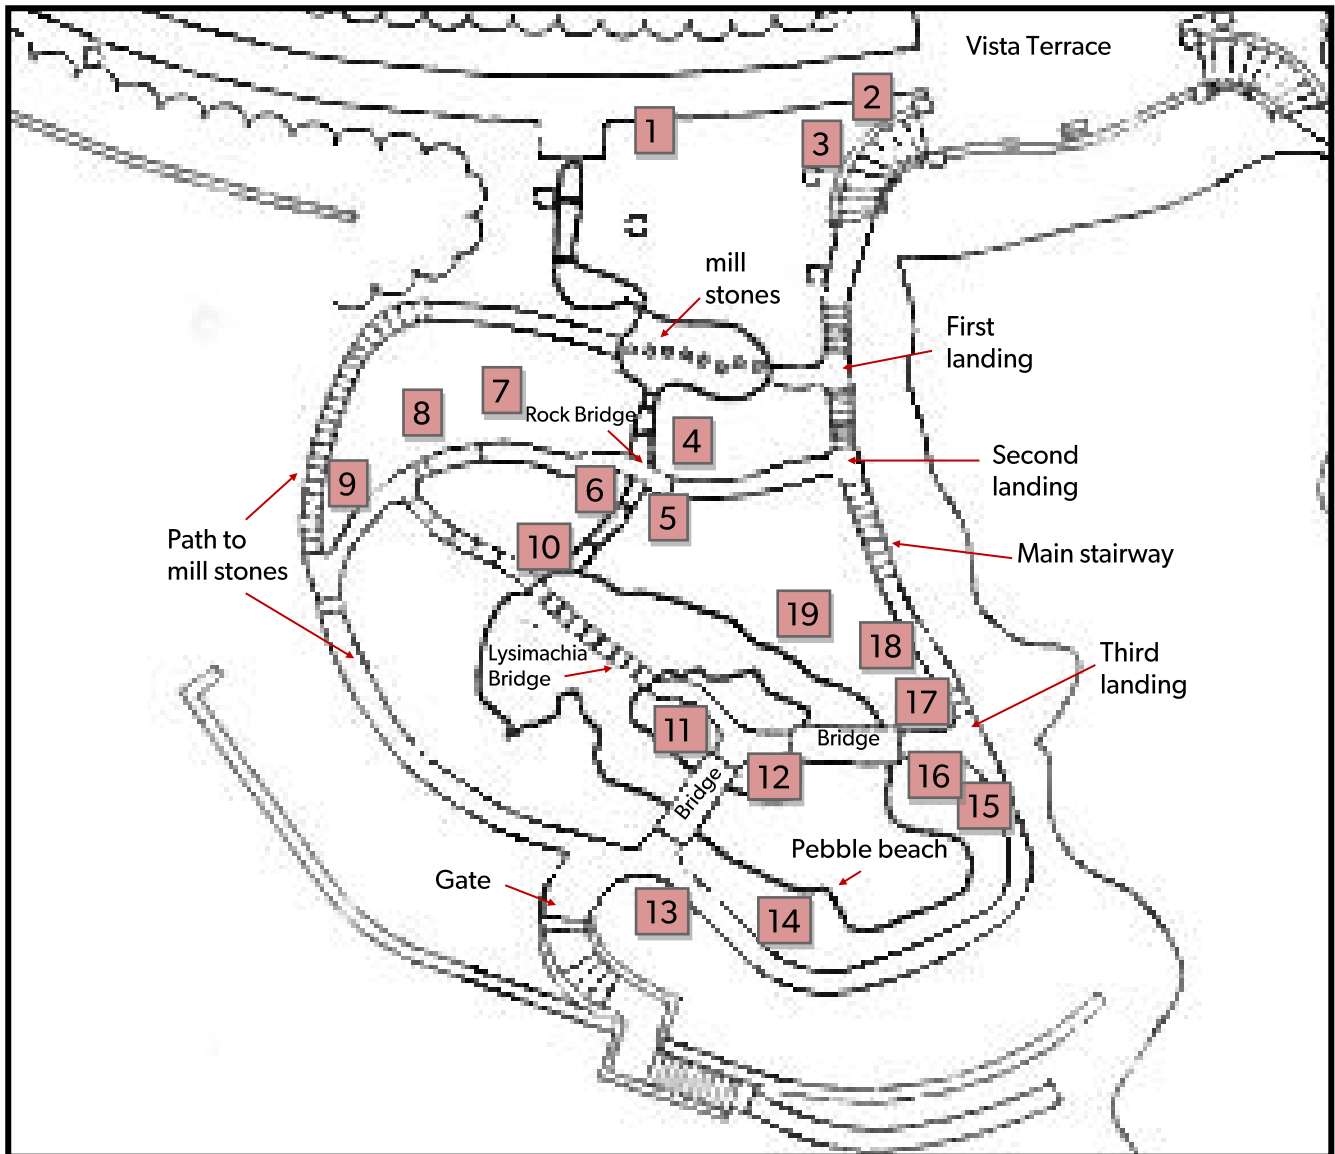 Vista Terrace
2
1
3
mill
stones
First
landing
7
8
Rock Bridge
4
Second
landing
9
6
5
Path to
mill stones
10
Main stairway
19
18
Lysimachia
Bridge
Third
landing
17
11
Bridge
12
16
Bridge
15
Pebble beach
Gate
13
14